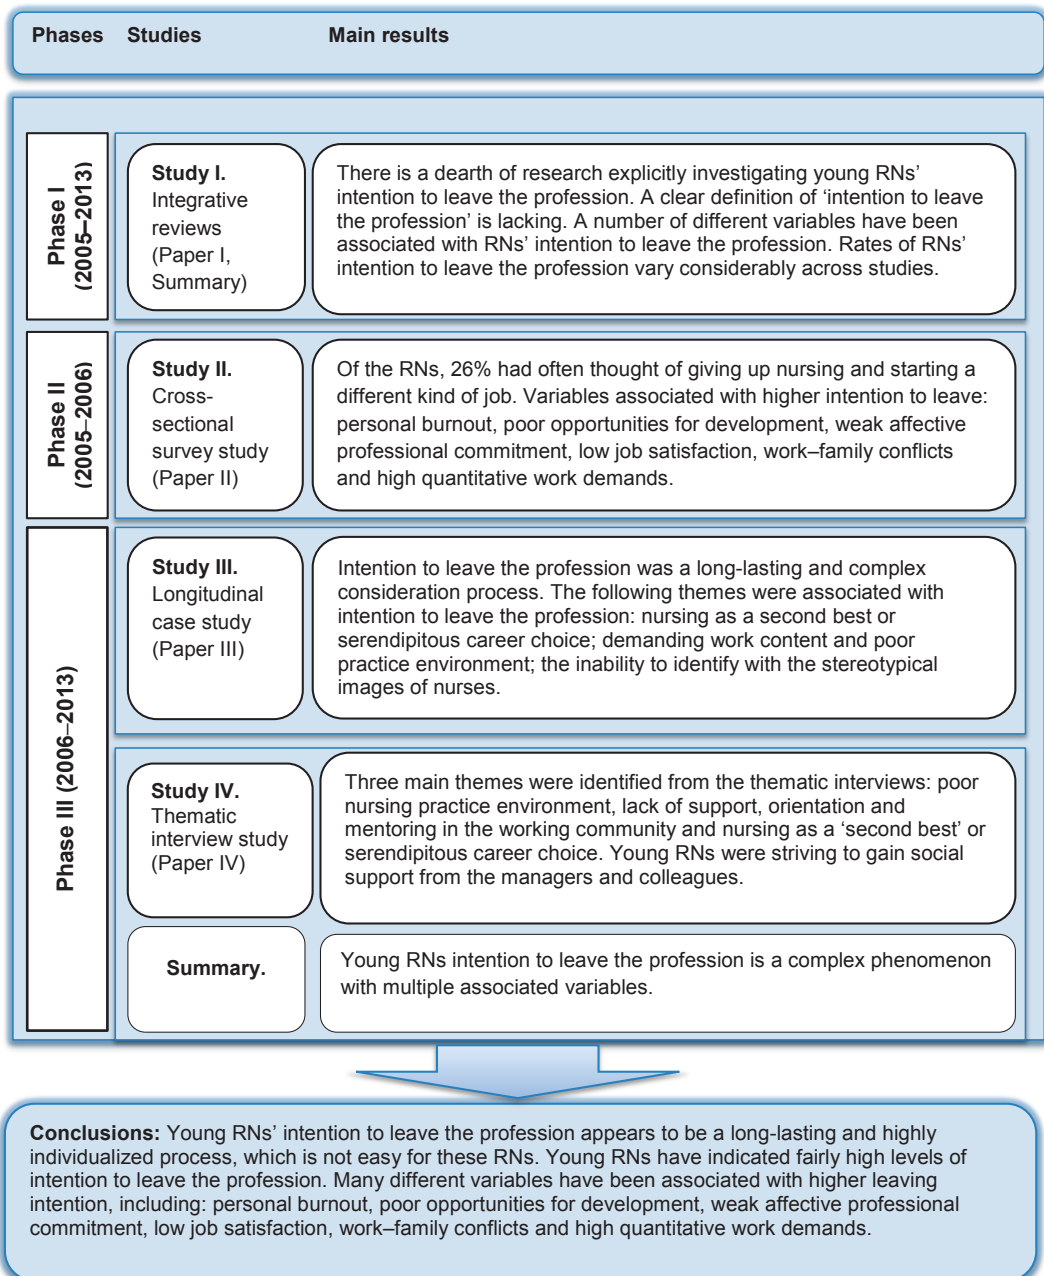 Phases Studies Main results
Phase I
(2005–2013)
Study I.
Integrative
reviews
(Paper I,
Summary)
There is a dearth of research explicitly investigating young RNs’
intention to leave the profession. A clear definition of ‘intention to leave
the profession’ is lacking. A number of different variables have been
associated with RNs’ intention to leave the profession. Rates of RNs’
intention to leave the profession vary considerably across studies.
Phase II
(2005–2006)
Study II.
Cross-
sectional
survey study
(Paper II)
Of the RNs, 26% had often thought of giving up nursing and starting a
different kind of job. Variables associated with higher intention to leave:
personal burnout, poor opportunities for development, weak affective
professional commitment, low job satisfaction, work–family conflicts
and high quantitative work demands.
Phase III (2006–2013)
Study III.
Longitudinal
case study
(Paper III)
Intention to leave the profession was a long-lasting and complex
consideration process. The following themes were associated with
intention to leave the profession: nursing as a second best or
serendipitous career choice; demanding work content and poor
practice environment; the inability to identify with the stereotypical
images of nurses.
Study IV.
Thematic
interview study
(Paper IV)
Three main themes were identified from the thematic interviews: poor
nursing practice environment, lack of support, orientation and
mentoring in the working community and nursing as a ‘second best’ or
serendipitous career choice. Young RNs were striving to gain social
support from the managers and colleagues.
Summary.
Young RNs intention to leave the profession is a complex phenomenon
with multiple associated variables.
Conclusions: Young RNs’ intention to leave the profession appears to be a long-lasting and highly
individualized process, which is not easy for these RNs. Young RNs have indicated fairly high levels of
intention to leave the profession. Many different variables have been associated with higher leaving
intention, including: personal burnout, poor opportunities for development, weak affective professional
commitment, low job satisfaction, work–family conflicts and high quantitative work demands.